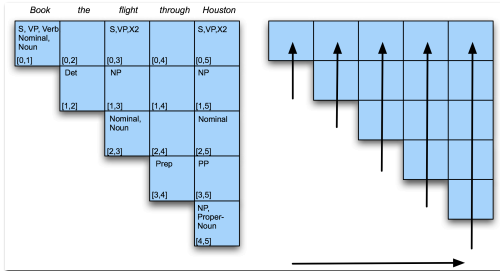 Book the flight through Houston
S, VP, Verb S,VP,X2 S,VP,X2
Nominal,
Noun
[0,1] [0,2] [0,3] [0,4] [0,5]
Det NP NP
[1,2] [1,3] [1,4] [1,5]
Nominal, Nominal
Noun
[2,3] [2,4] [2,5]
Prep PP
[3,4] [3,5]
NP,
Proper-
Noun
[4,5]